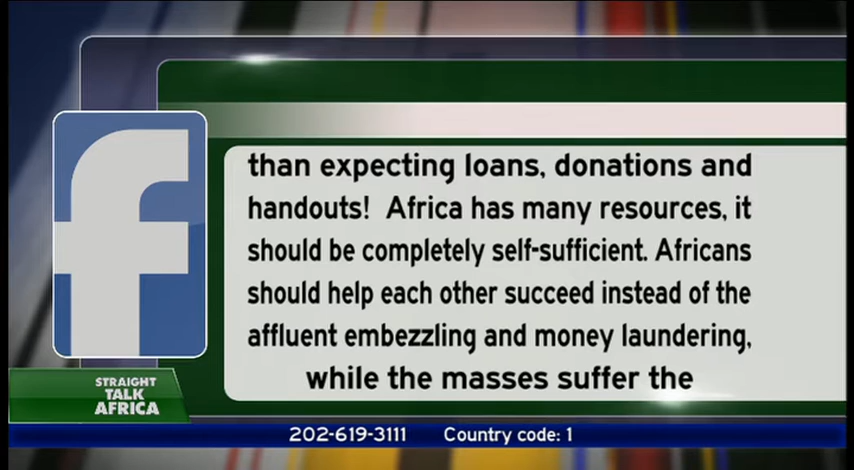 than expecting loans, donations and
handouts! Africa has many resources, it
should be completely self-sufficient. Africans
should help each other succeed instead of the
affluent embezzling and money laundering,
while the masses suffer the
STRAIGHT
TALK
AFRICA
202-619-3111 Country code: 1